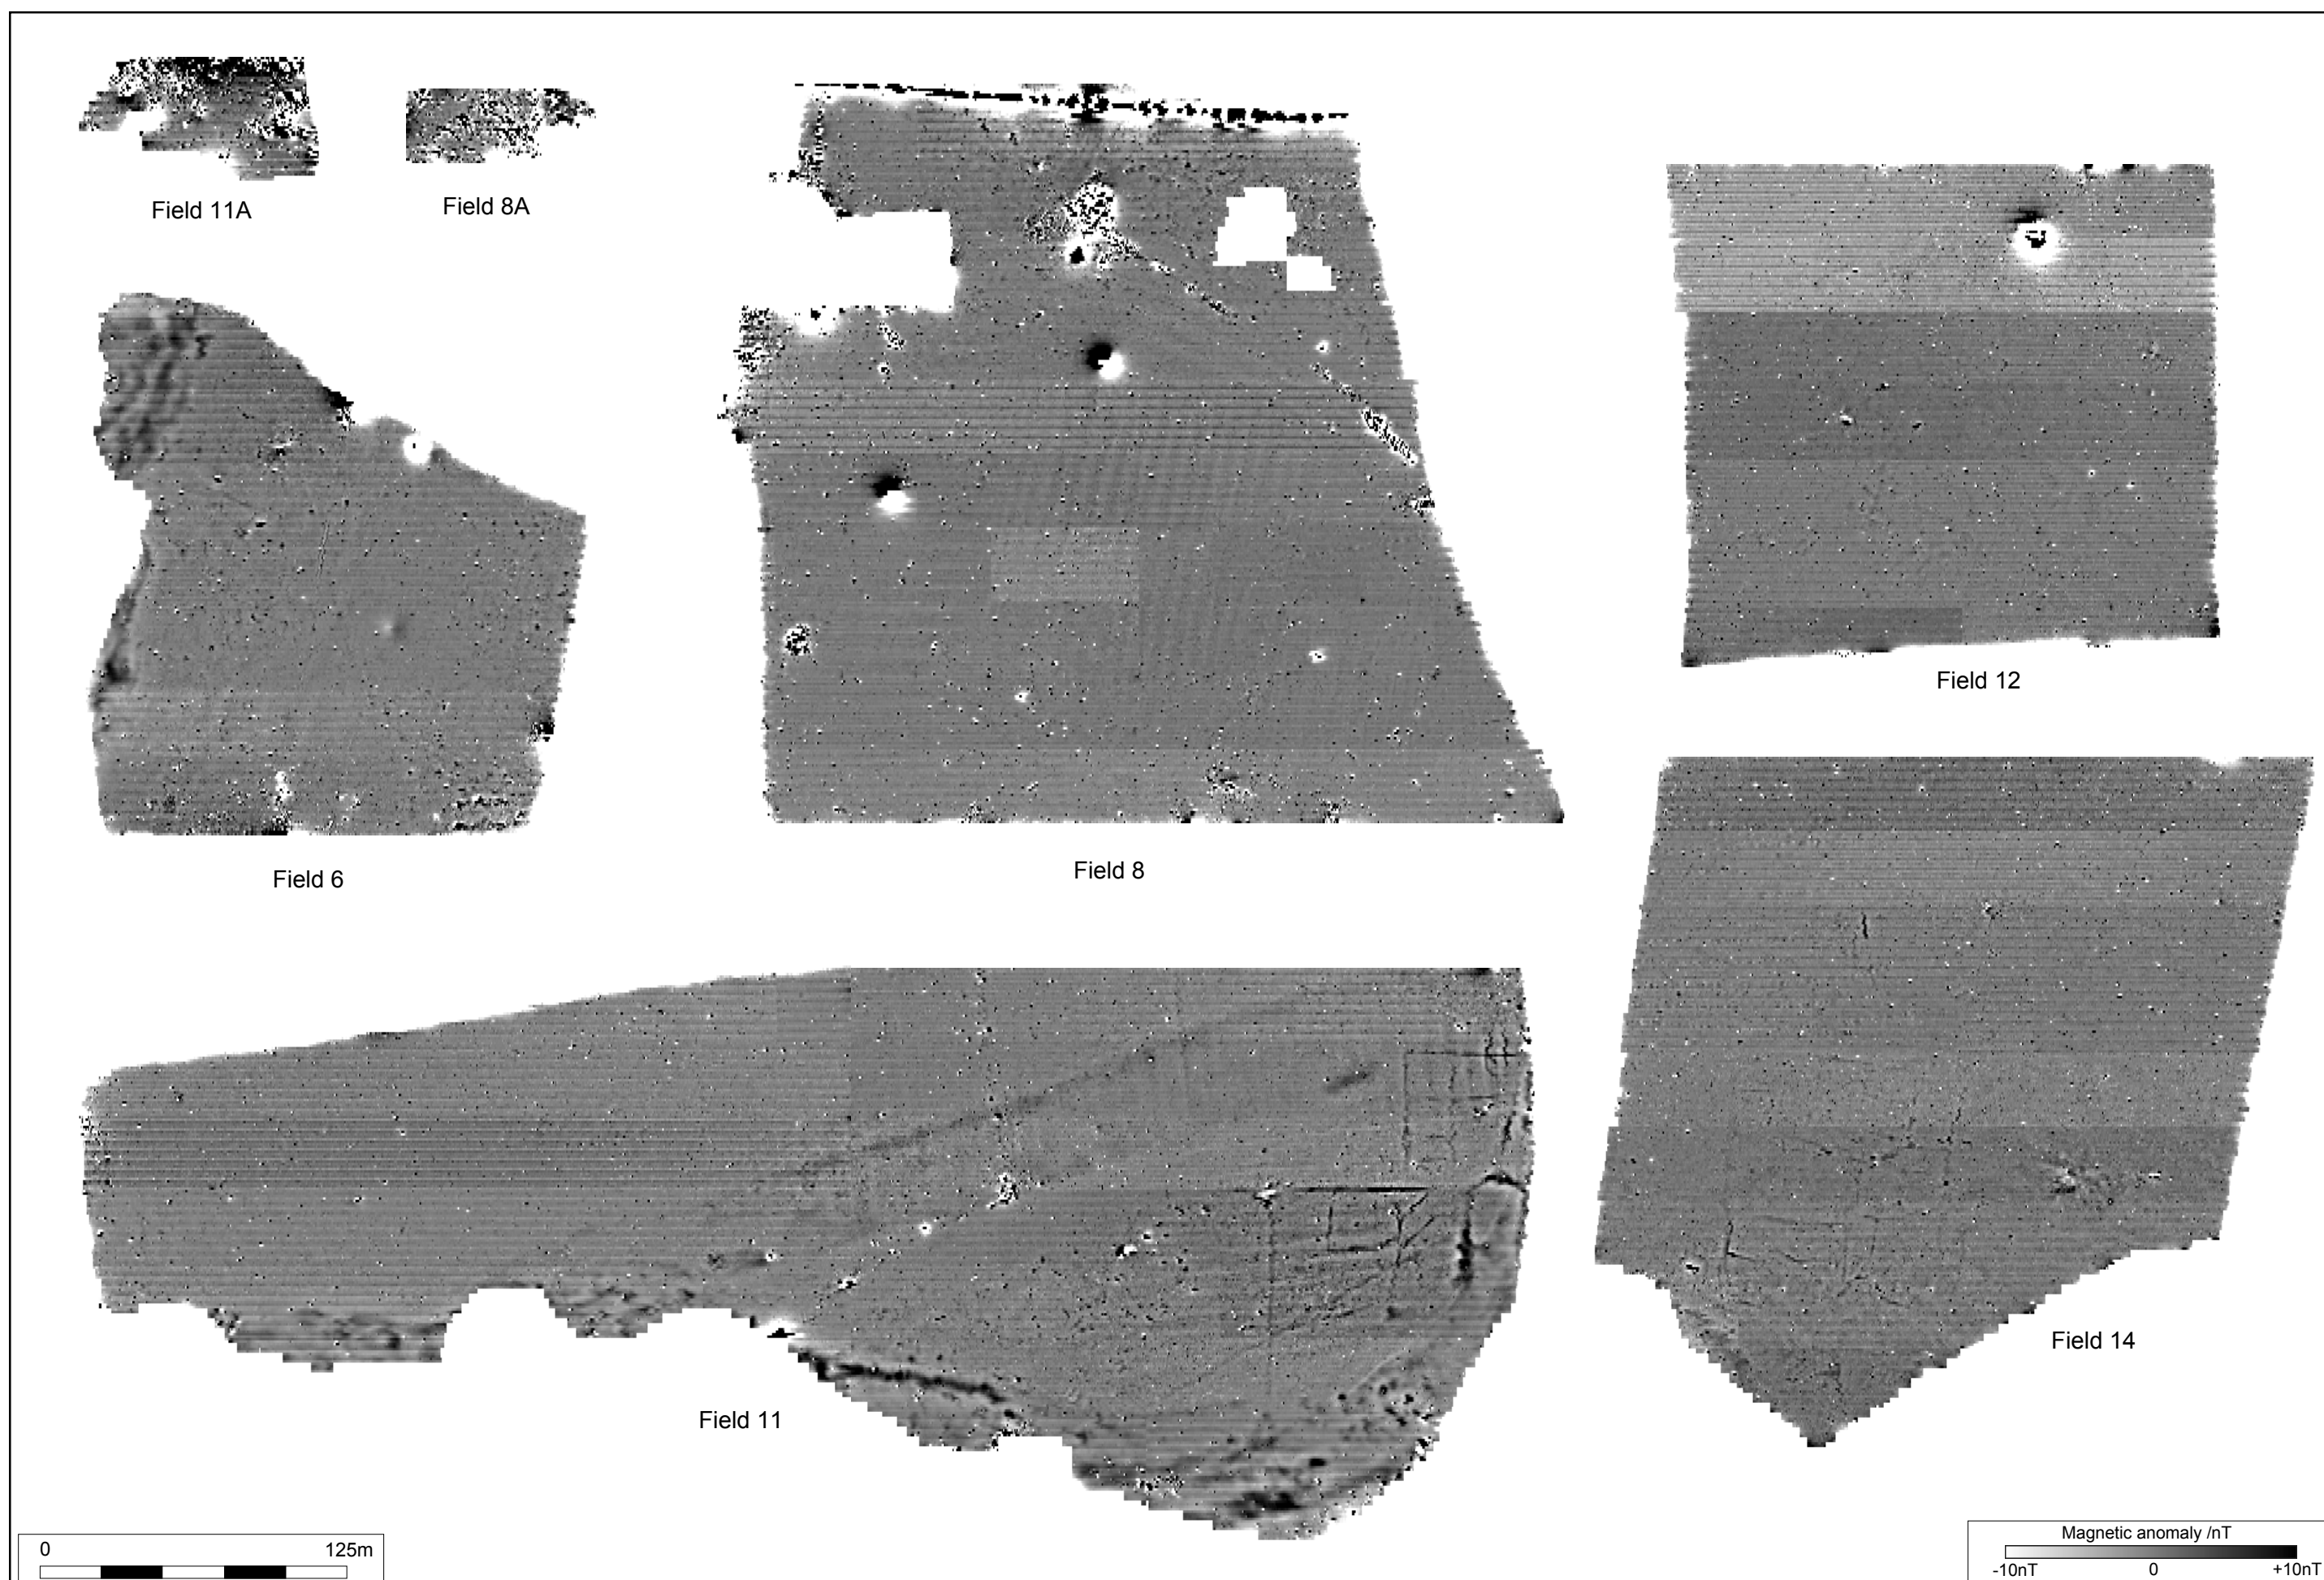 Field 11A
Field 8A
Field 12
Field 6
Field 8
Field 14
Field 11
0 125m
Magnetic anomaly /nT
-10nT 0 +10nT